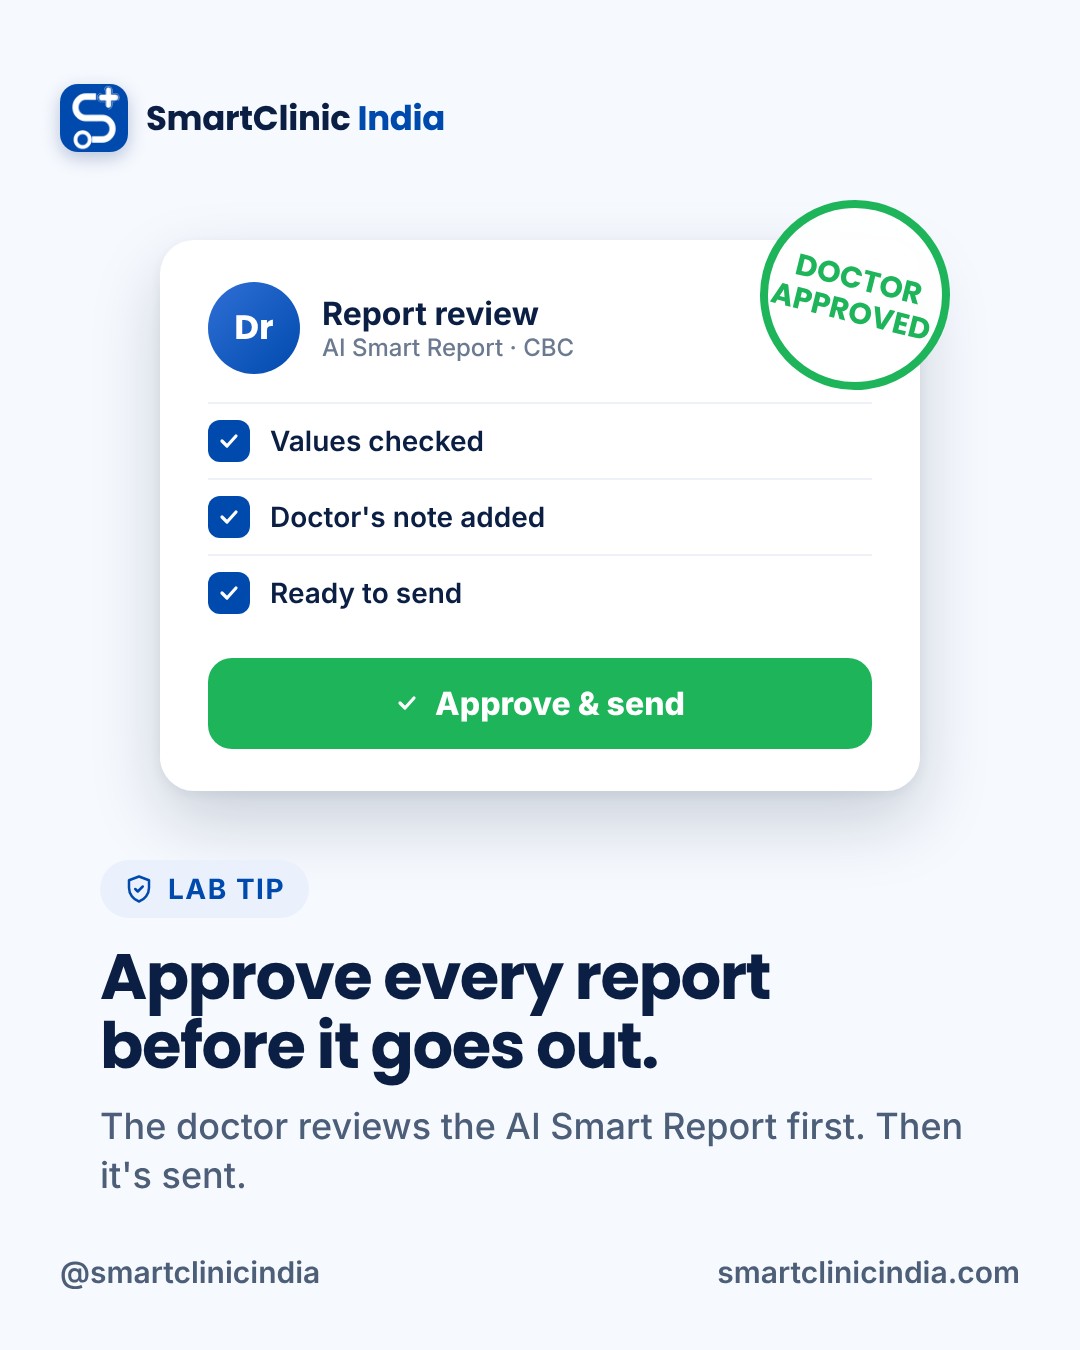 SmartClinic India
DOCTOR
APPROVED
Dr
Report review
AI Smart Report · CBC
Values checked
Doctor's note added
Ready to send
Approve & send
LAB TIP
Approve every report
before it goes out.
The doctor reviews the AI Smart Report first. Then
it's sent.
@smartclinicindia
smartclinicindia.com